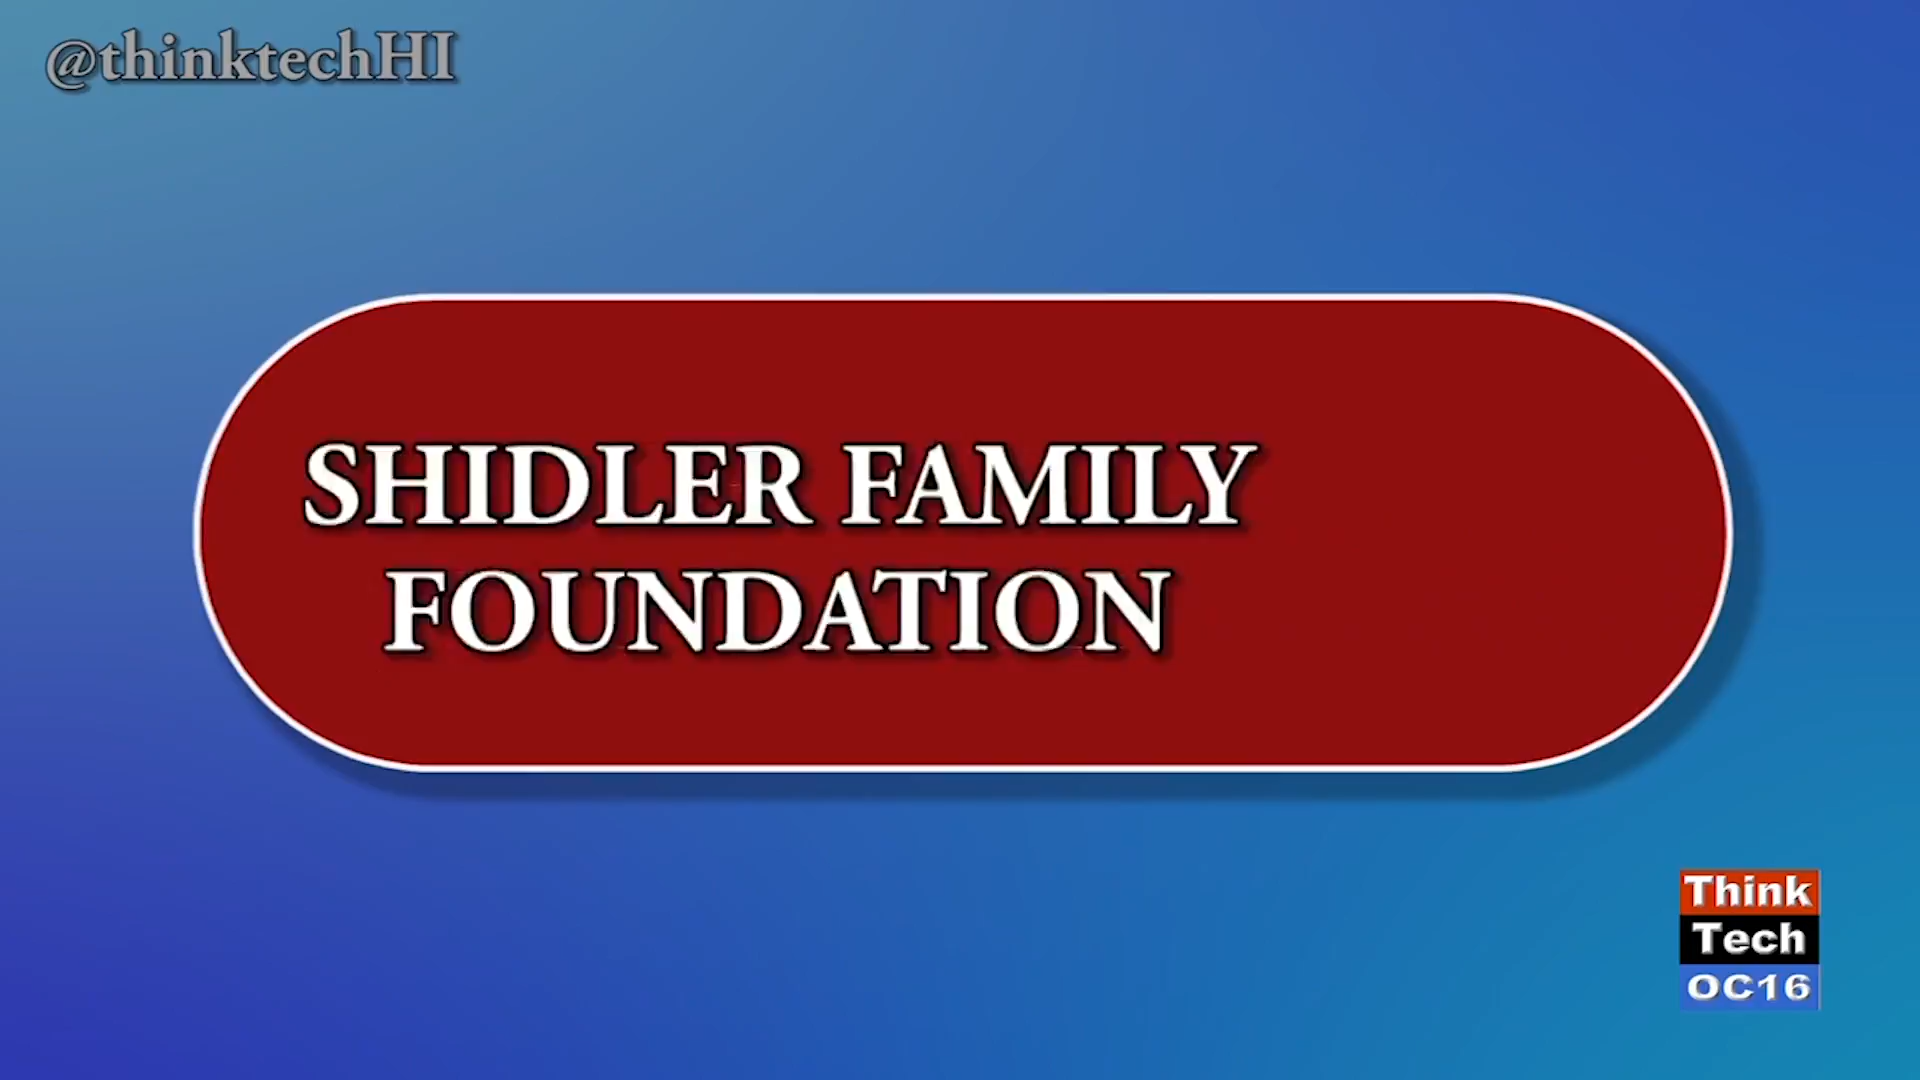 @thinktechHI
SHIDLER FAMILY
FOUNDATION
Think
Tech
OC16